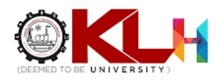 KLH
(DEEMED TO BE UNIVERSITY)